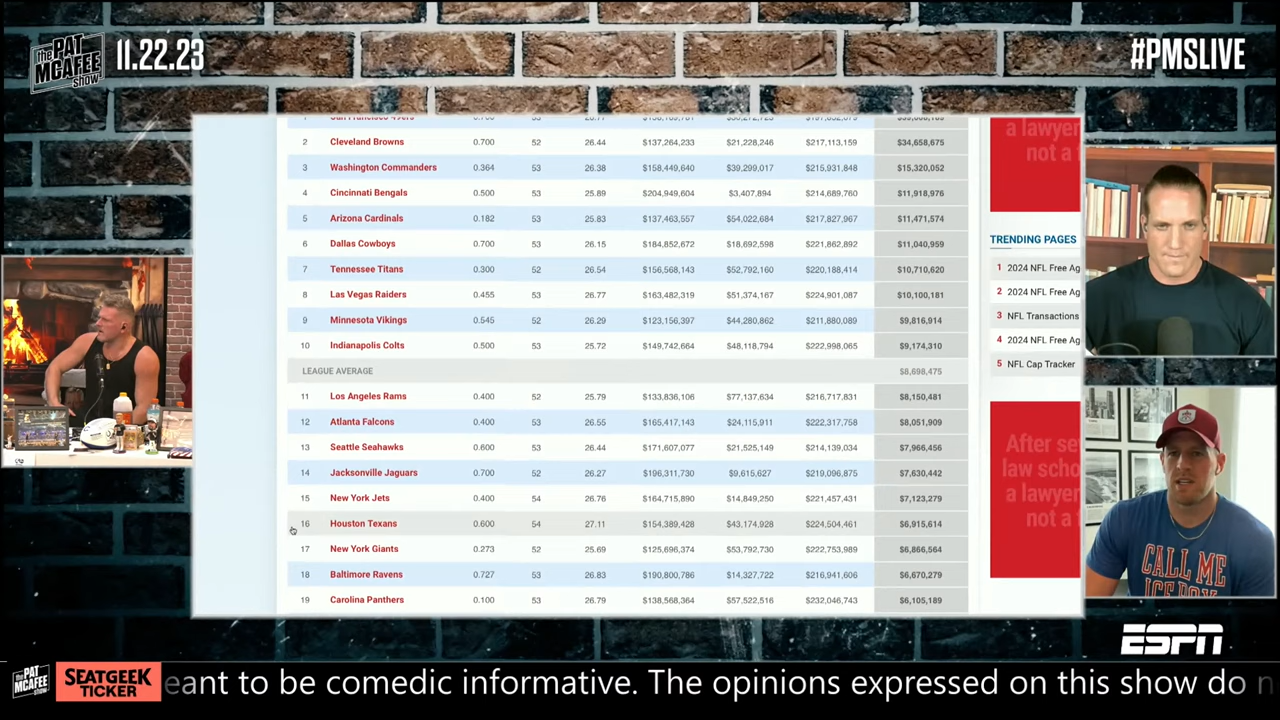 the PAT MCAFEE show
11.22.23
#PMSLIVE
2 Cleveland Browns 0.700 52 26.44 $137,264,233 $21,228,246 $217,113,159 $34,658,675
3 Washington Commanders 0.364 53 26.38 $158,449,640 $39,299,017 $215,931,848 $15,320,052
4 Cincinnati Bengals 0.500 53 25.89 $204,949,604 $3,407,894 $214,689,760 $11,918,976
5 Arizona Cardinals 0.182 53 25.83 $137,463,557 $54,022,684 $217,827,967 $11,471,574
6 Dallas Cowboys 0.700 53 26.15 $184,852,672 $18,692,598 $221,862,892 $11,040,959
7 Tennessee Titans 0.300 52 26.54 $156,568,143 $52,792,160 $220,188,414 $10,710,620
8 Las Vegas Raiders 0.455 53 26.77 $163,482,319 $51,374,167 $224,901,087 $10,100,181
9 Minnesota Vikings 0.545 52 26.29 $123,156,397 $44,280,862 $211,880,089 $9,816,914
10 Indianapolis Colts 0.500 53 25.72 $149,742,664 $48,118,794 $222,998,065 $9,174,310
LEAGUE AVERAGE $8,698,475
11 Los Angeles Rams 0.400 52 25.79 $133,836,106 $77,137,634 $216,717,831 $8,150,481
12 Atlanta Falcons 0.400 53 26.55 $165,417,143 $24,115,911 $222,317,758 $8,051,909
13 Seattle Seahawks 0.600 53 26.44 $171,607,077 $21,525,149 $214,139,034 $7,966,456
14 Jacksonville Jaguars 0.700 52 26.27 $196,311,730 $9,615,627 $219,096,875 $7,630,442
15 New York Jets 0.400 54 26.76 $164,715,890 $14,849,250 $221,457,431 $7,123,279
16 Houston Texans 0.600 54 27.11 $154,389,428 $43,174,928 $224,504,461 $6,915,614
17 New York Giants 0.273 52 25.69 $125,696,374 $53,792,730 $222,753,989 $6,866,564
18 Baltimore Ravens 0.727 53 26.83 $190,800,786 $14,327,722 $216,941,606 $6,670,279
19 Carolina Panthers 0.100 53 26.79 $138,568,364 $57,522,516 $232,046,743 $6,105,189
a lawyer
not a
TRENDING PAGES
1 2024 NFL Free Ag
2 2024 NFL Free Ag
3 NFL Transactions
4 2024 NFL Free Ag
5 NFL Cap Tracker
After se
law scho
a lawyer
not a
CALL ME
ESPN
the PAT MCAFEE show
SEATGEEK
TICKER
eant to be comedic informative. The opinions expressed on this show do n